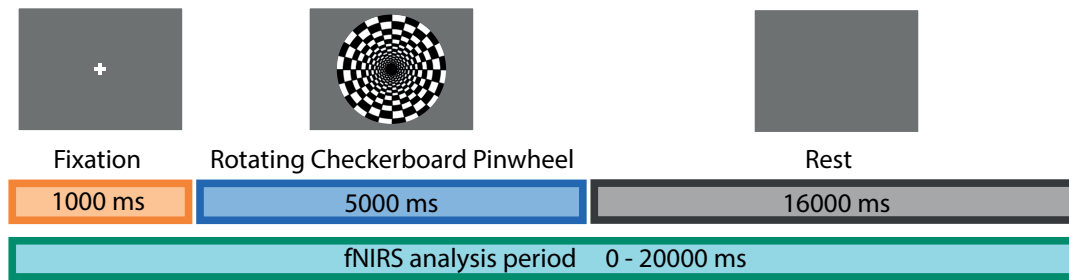 Fixation
Rotating Checkerboard Pinwheel
Rest
1000 ms
5000 ms
16000 ms
fNIRS analysis period 0 - 20000 ms